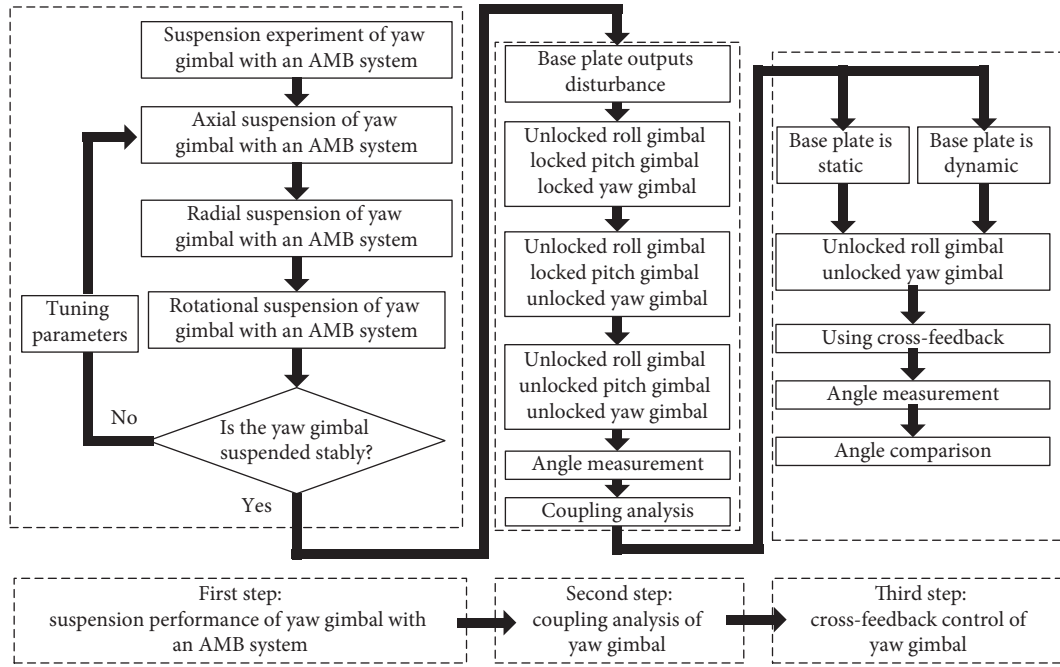 Suspension experiment of yaw
gimbal with an AMB system
Axial suspension of yaw
gimbal with an AMB system
Radial suspension of yaw
gimbal with an AMB system
Tuning
parameters
Rotational suspension of yaw
gimbal with an AMB system
No
Is the yaw gimbal
suspended stably?
Yes
Base plate outputs
disturbance
Unlocked roll gimbal
locked pitch gimbal
locked yaw gimbal
Unlocked roll gimbal
locked pitch gimbal
unlocked yaw gimbal
Unlocked roll gimbal
unlocked pitch gimbal
unlocked yaw gimbal
Angle measurement
Coupling analysis
Base plate is
static
Base plate is
dynamic
Unlocked roll gimbal
unlocked yaw gimbal
Using cross-feedback
Angle measurement
Angle comparison
First step:
suspension performance of yaw gimbal with
an AMB system
Second step:
coupling analysis of
yaw gimbal
Third step:
cross-feedback control of
yaw gimbal